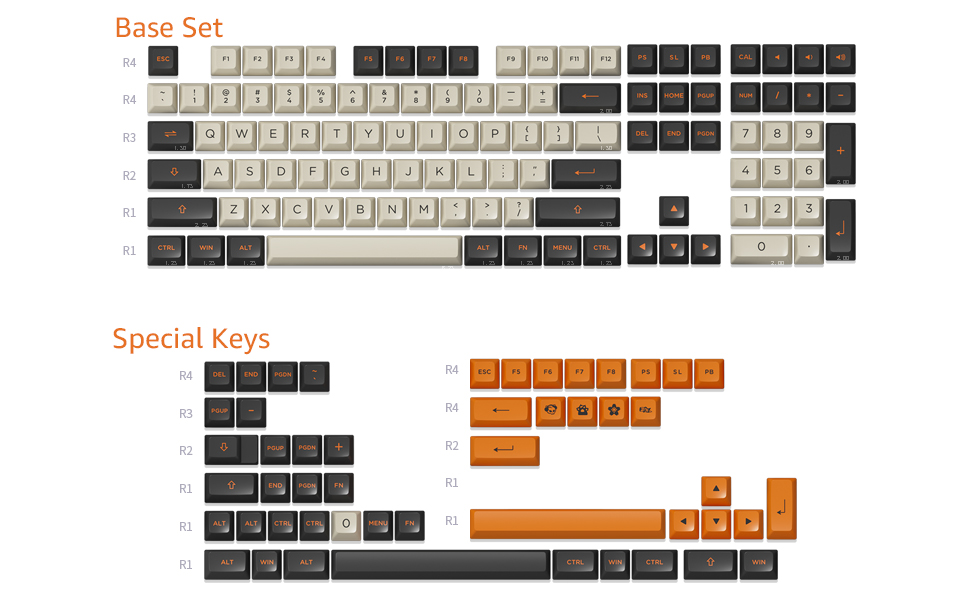 Base Set
R4 ESC F1 F2 F3 F4 F5 F6 F7 F8 F9 F10 F11 F12 PS SL PB CAL
R4 ~ ` ! 1 @ 2 # 3 $ 4 % 5 ^ 6 & 7 * 8 ( 9 ) 0 — – + = ← 2.00 INS HOME PGUP NUM / * −
R3 1.50 Q W E R T Y U I O P { [ } ] | \ 1.50 DEL END PGDN 7 8 9 + 2.00
R2 1.75 A S D F G H J K L : ; " ' 2.25 4 5 6
R1 2.25 Z X C V B N M < , > . ? / 2.75 1 2 3 2.00
R1 CTRL 1.25 WIN 1.25 ALT 1.25 ALT 1.25 FN 1.25 MENU 1.25 CTRL 1.25 0 2.00 .
Special Keys
R4 DEL END PGDN ~ `
R3 PGUP −
R2 PGUP PGDN +
R1 END PGDN FN
R1 ALT ALT CTRL CTRL 0 MENU FN
R1 ALT WIN ALT CTRL WIN CTRL WIN
R4 ESC F5 F6 F7 F8 PS SL PB
R4
R2
R1
R1